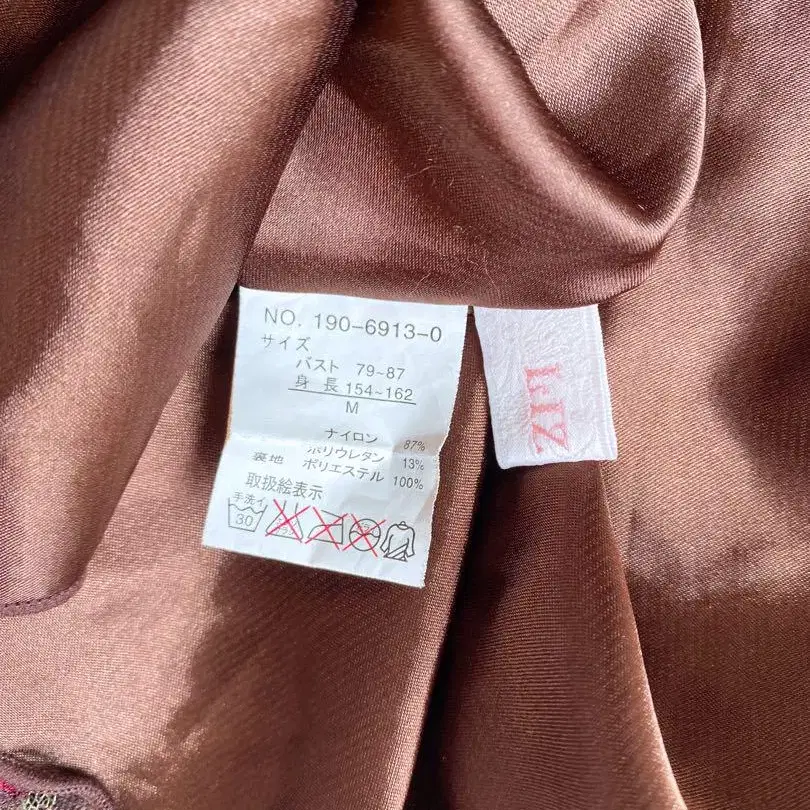 NO. 190-6913-0
サイズ
バスト 79~87
身長 154~162
M
ナイロン 87%
ポリウレタン 13%
裏地 ポリエステル 100%
取扱絵表示
手洗イ
30
LIZ